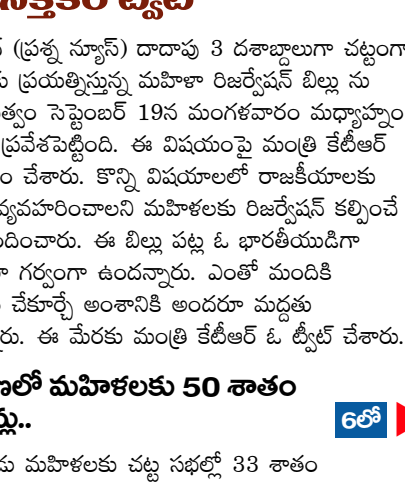 ట్వీట్
(ప్రశ్న న్యూస్) దాదాపు 3 దశాబ్దాలుగా చట్టంగా
ప్రయత్నిస్తున్న మహిళా రిజర్వేషన్ బిల్లు ను
త్వం సెప్టెంబర్ 19న మంగళవారం మధ్యాహ్నం
ప్రవేశపెట్టింది. ఈ విషయంపై మంత్రి కేటీఆర్
ం చేశారు. కొన్ని విషయాలలో రాజకీయాలకు
వ్యవహరించాలని మహిళలకు రిజర్వేషన్ కల్పించే
ందించారు. ఈ బిల్లు పట్ల ఓ భారతీయుడిగా
గర్వంగా ఉందన్నారు. ఎంతో మందికి
చేకూర్చే అంశానికి అందరూ మద్దతు
రు. ఈ మేరకు మంత్రి కేటీఆర్ ఓ ట్వీట్ చేశారు.
ణలో మహిళలకు 50 శాతం
్లు..
6లో
డు మహిళలకు చట్ట సభల్లో 33 శాతం